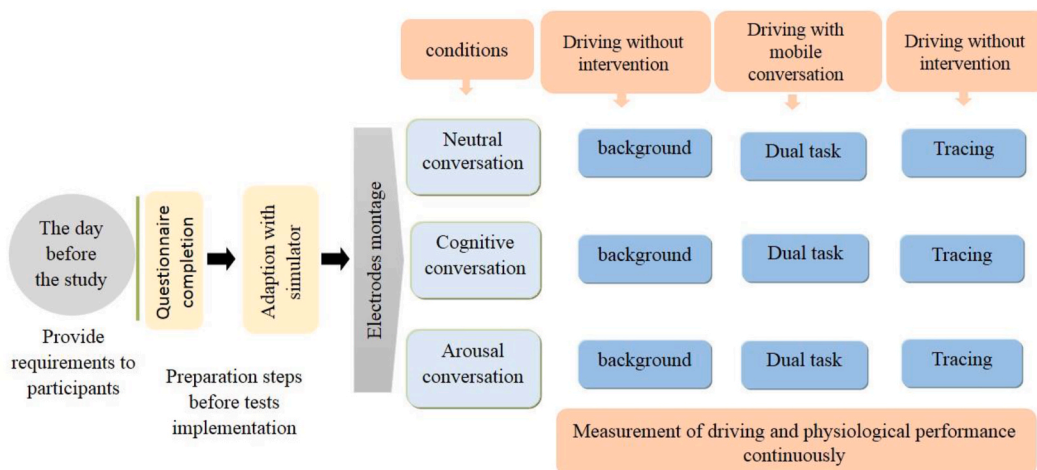 The day
before
the study
Provide
requirements to
participants
Questionnaire
completion
Adaption with
simulator
Preparation steps
before tests
implementation
Electrodes montage
conditions
Driving without
intervention
Driving with
mobile
conversation
Driving without
intervention
Neutral
conversation
background
Dual task
Tracing
Cognitive
conversation
background
Dual task
Tracing
Arousal
conversation
background
Dual task
Tracing
Measurement of driving and physiological performance
continuously